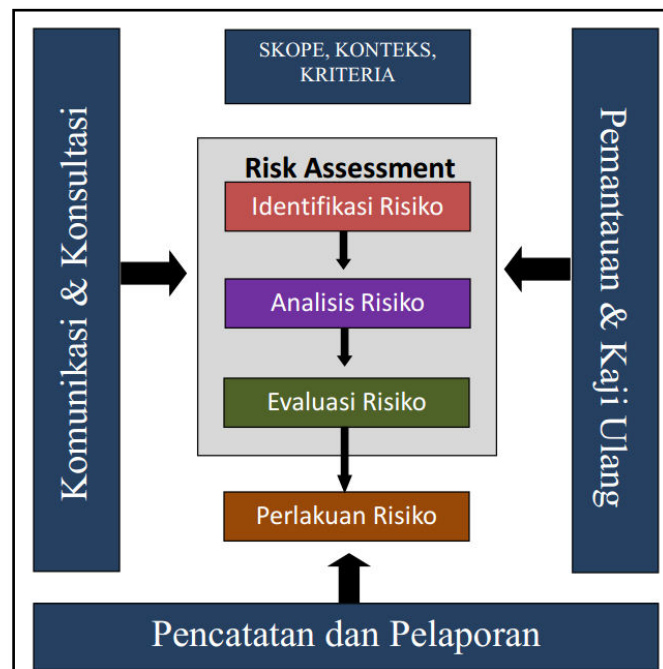 SKOPE, KONTEKS,
KRITERIA
Komunikasi & Konsultasi
Risk Assessment
Identifikasi Risiko
Analisis Risiko
Evaluasi Risiko
Perlakuan Risiko
Pemantauan & Kaji Ulang
Pencatatan dan Pelaporan